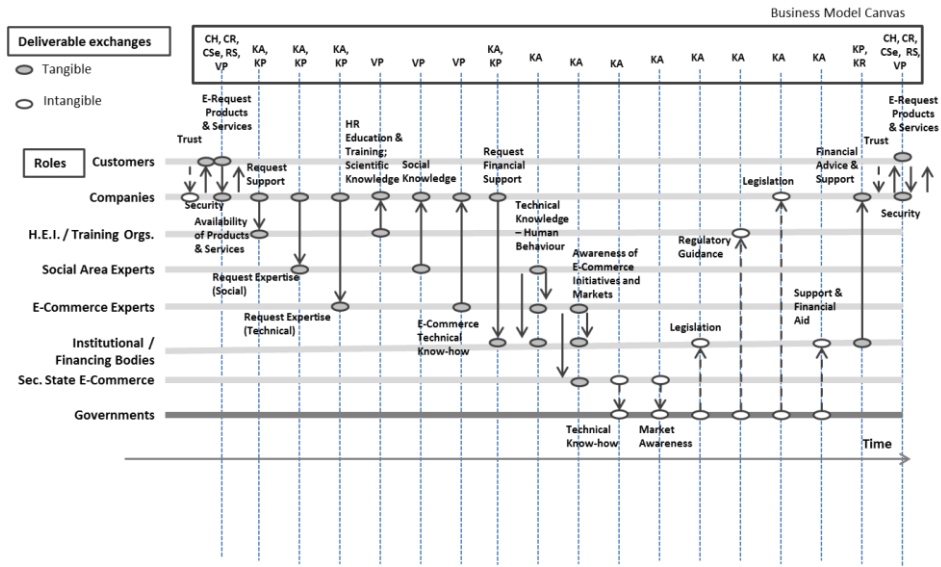 Business Model Canvas
Deliverable exchanges
Tangible
Intangible
CH, CR,
CSe, RS,
VP
KA,
KP
KA,
KP
KA,
KP
VP
VP
VP
KA,
KP
KA
KA
KA
KA
KA
KA
KA
KA
KP,
KR
CH, CR,
CSe, RS,
VP
E-Request
Products
& Services
Trust
HR
Education &
Training;
Scientific
Knowledge
Social
Knowledge
Request
Financial
Support
Financial
Advice &
Support
E-Request
Products
& Services
Trust
Roles
Customers
Request
Support
Legislation
Companies
Security
Availability
of Products
& Services
Technical
Knowledge
– Human
Behaviour
Security
H.E.I. / Training Orgs.
Regulatory
Guidance
Awareness of
E-Commerce
Initiatives and
Markets
Social Area Experts
Request Expertise
(Social)
Support &
Financial
Aid
E-Commerce Experts
Request Expertise
(Technical)
E-Commerce
Technical
Know-how
Legislation
Institutional /
Financing Bodies
Sec. State E-Commerce
Governments
Technical
Know-how
Market
Awareness
Time